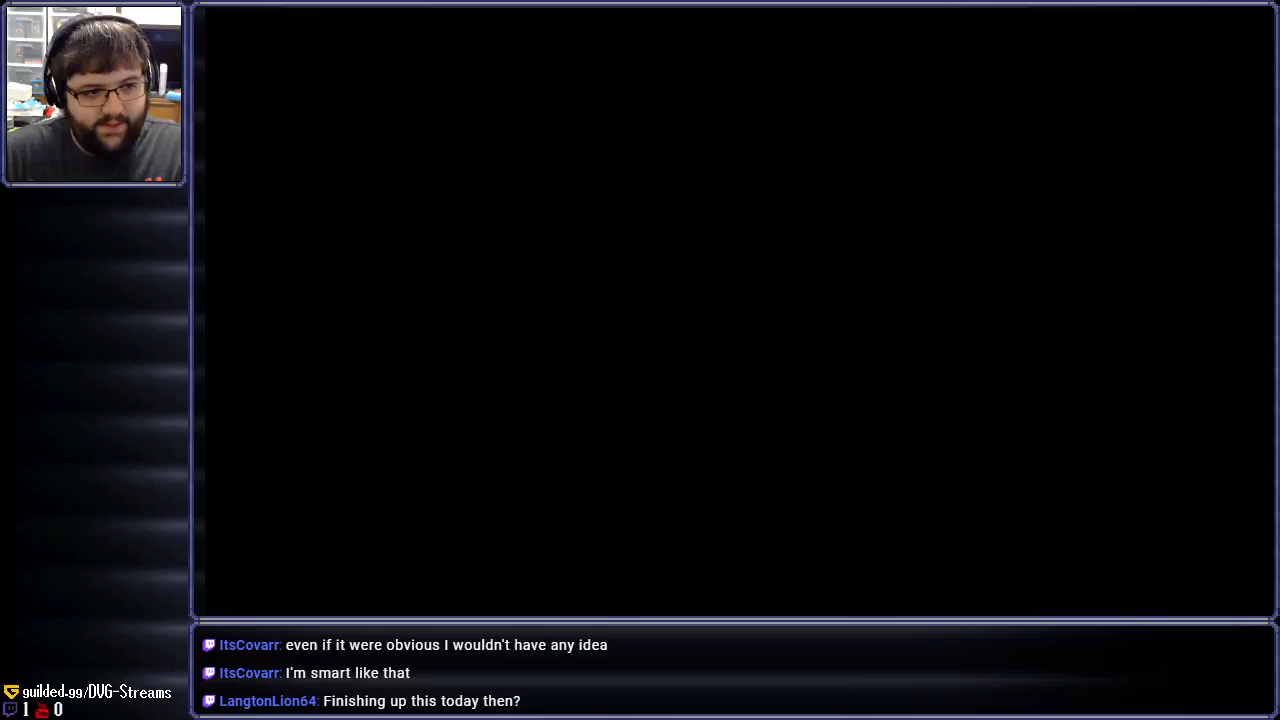 ItsCovarr: even if it were obvious I wouldn't have any idea
ItsCovarr: I'm smart like that
LangtonLion64: Finishing up this today then?
guilded.gg/DVG-Streams
1 0